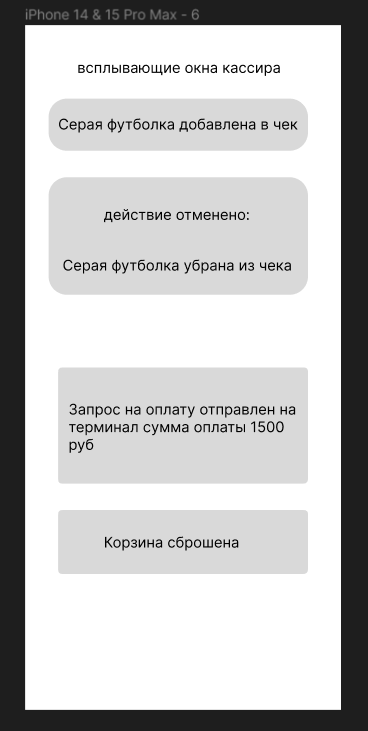 iPhone 14 & 15 Pro Max - 6
всплывающие окна кассира
Серая футболка добавлена в чек
действие отменено:
Серая футболка убрана из чека
Запрос на оплату отправлен на
терминал сумма оплаты 1500
руб
Корзина сброшена